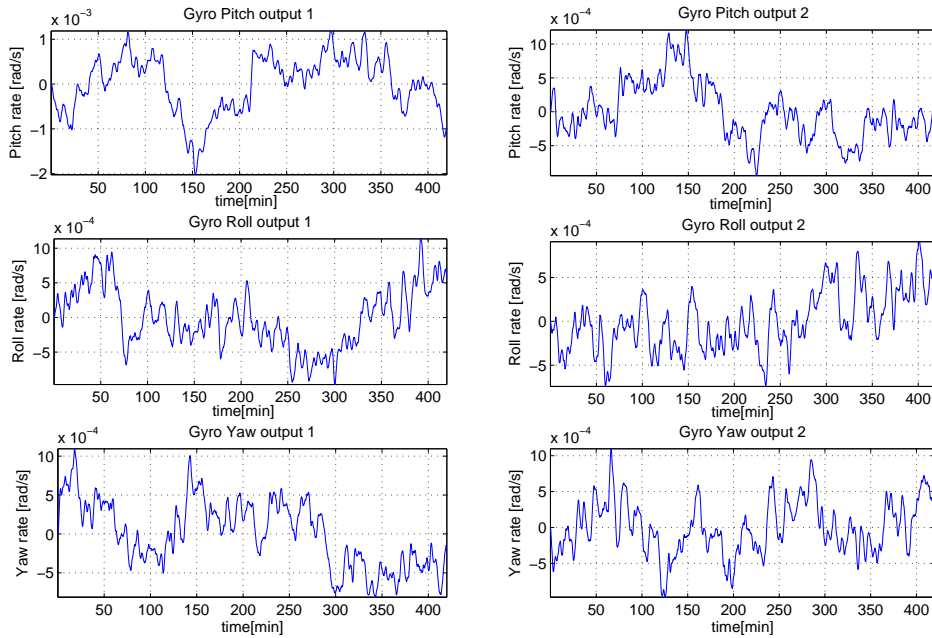 Gyro Pitch output 1
x 10⁻³
Pitch rate [rad/s]
1
0
−1
−2
50 100 150 200 250 300 350 400
time[min]
Gyro Pitch output 2
x 10⁻⁴
Pitch rate [rad/s]
10
5
0
−5
50 100 150 200 250 300 350 400
time[min]
Gyro Roll output 1
x 10⁻⁴
Roll rate [rad/s]
10
5
0
−5
50 100 150 200 250 300 350 400
time[min]
Gyro Roll output 2
x 10⁻⁴
Roll rate [rad/s]
5
0
−5
50 100 150 200 250 300 350 400
time[min]
Gyro Yaw output 1
x 10⁻⁴
Yaw rate [rad/s]
10
5
0
−5
50 100 150 200 250 300 350 400
time[min]
Gyro Yaw output 2
x 10⁻⁴
Yaw rate [rad/s]
10
5
0
−5
50 100 150 200 250 300 350 400
time[min]